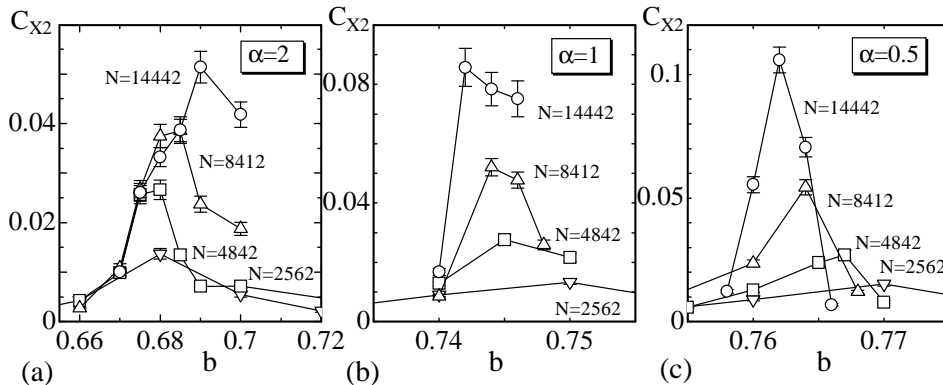 C_X2
α=2
N=14442
N=8412
N=4842
N=2562
0.04
0.02
0
0.66 0.68 0.7 0.72
b
(a)
(b)
C_X2
α=1
N=14442
N=8412
N=4842
N=2562
0.08
0.04
0
0.74 0.75
b
(c)
C_X2
α=0.5
N=14442
N=8412
N=4842
N=2562
0.1
0.05
0
0.76 0.77
b